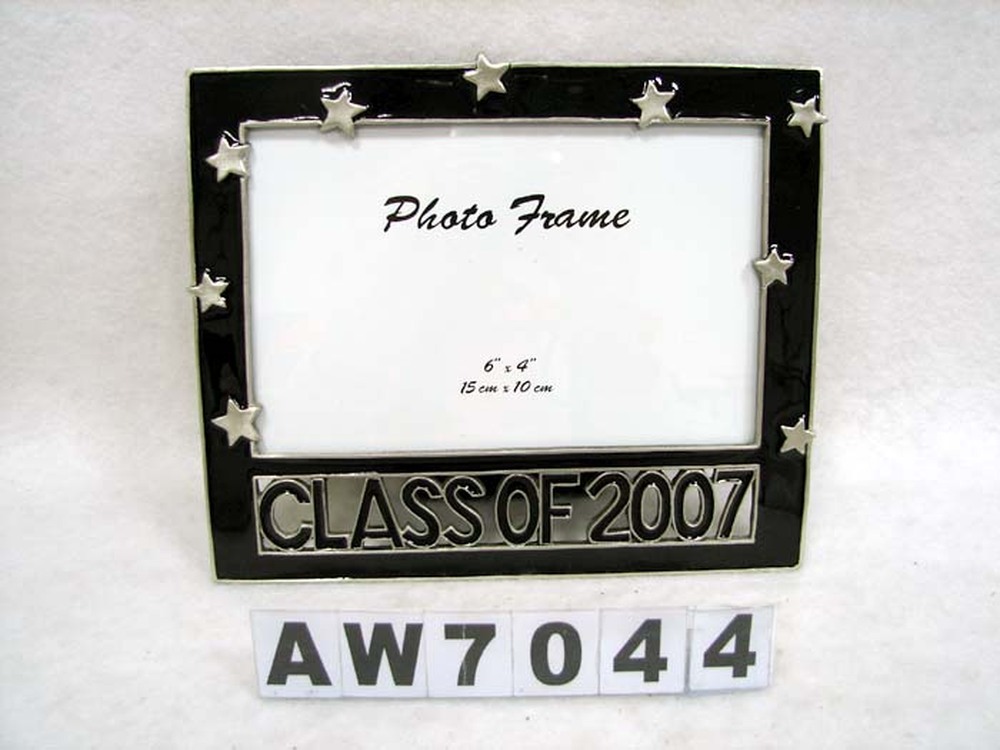 Photo Frame
6" x 4"
15 cm x 10 cm
CLASS OF 2007
AW7044